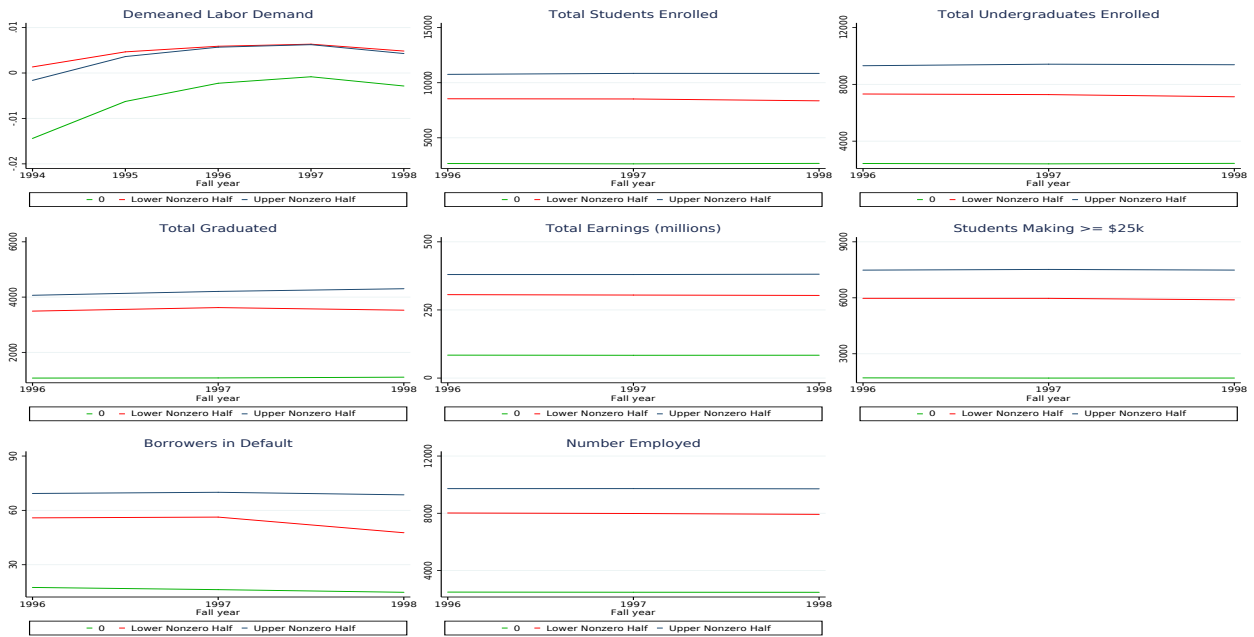 Demeaned Labor Demand
.01
0
-.01
-.02
1994 1995 1996 1997 1998
Fall year
0 Lower Nonzero Half Upper Nonzero Half
Total Students Enrolled
15000
10000
5000
1996 1997 1998
Fall year
0 Lower Nonzero Half Upper Nonzero Half
Total Undergraduates Enrolled
12000
8000
4000
1996 1997 1998
Fall year
0 Lower Nonzero Half Upper Nonzero Half
Total Graduated
6000
4000
2000
1996 1997 1998
Fall year
0 Lower Nonzero Half Upper Nonzero Half
Total Earnings (millions)
500
250
0
1996 1997 1998
Fall year
0 Lower Nonzero Half Upper Nonzero Half
Students Making >= $25k
9000
6000
3000
1996 1997 1998
Fall year
0 Lower Nonzero Half Upper Nonzero Half
Borrowers in Default
90
60
30
1996 1997 1998
Fall year
0 Lower Nonzero Half Upper Nonzero Half
Number Employed
12000
8000
4000
1996 1997 1998
Fall year
0 Lower Nonzero Half Upper Nonzero Half